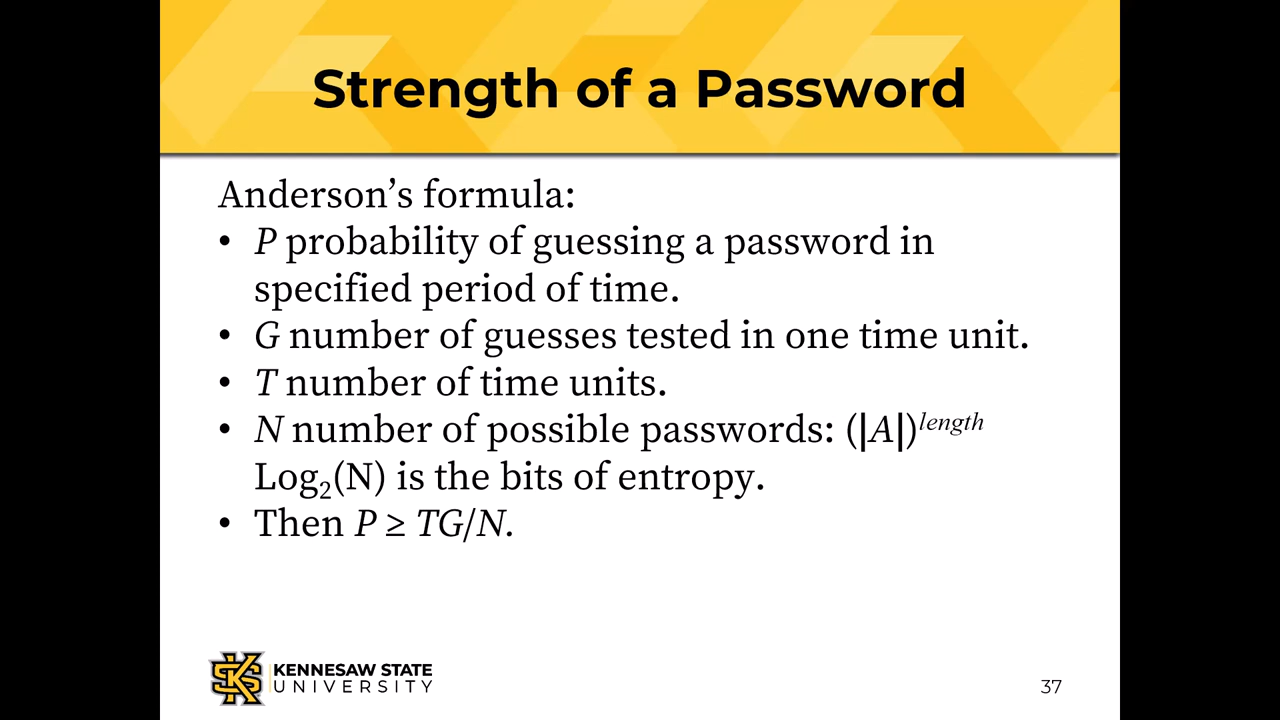 Strength of a Password
Anderson’s formula:
• P probability of guessing a password in
specified period of time.
• G number of guesses tested in one time unit.
• T number of time units.
• N number of possible passwords: (|A|)^length
Log₂(N) is the bits of entropy.
• Then P ≥ TG/N.
KENNESAW STATE
UNIVERSITY
37